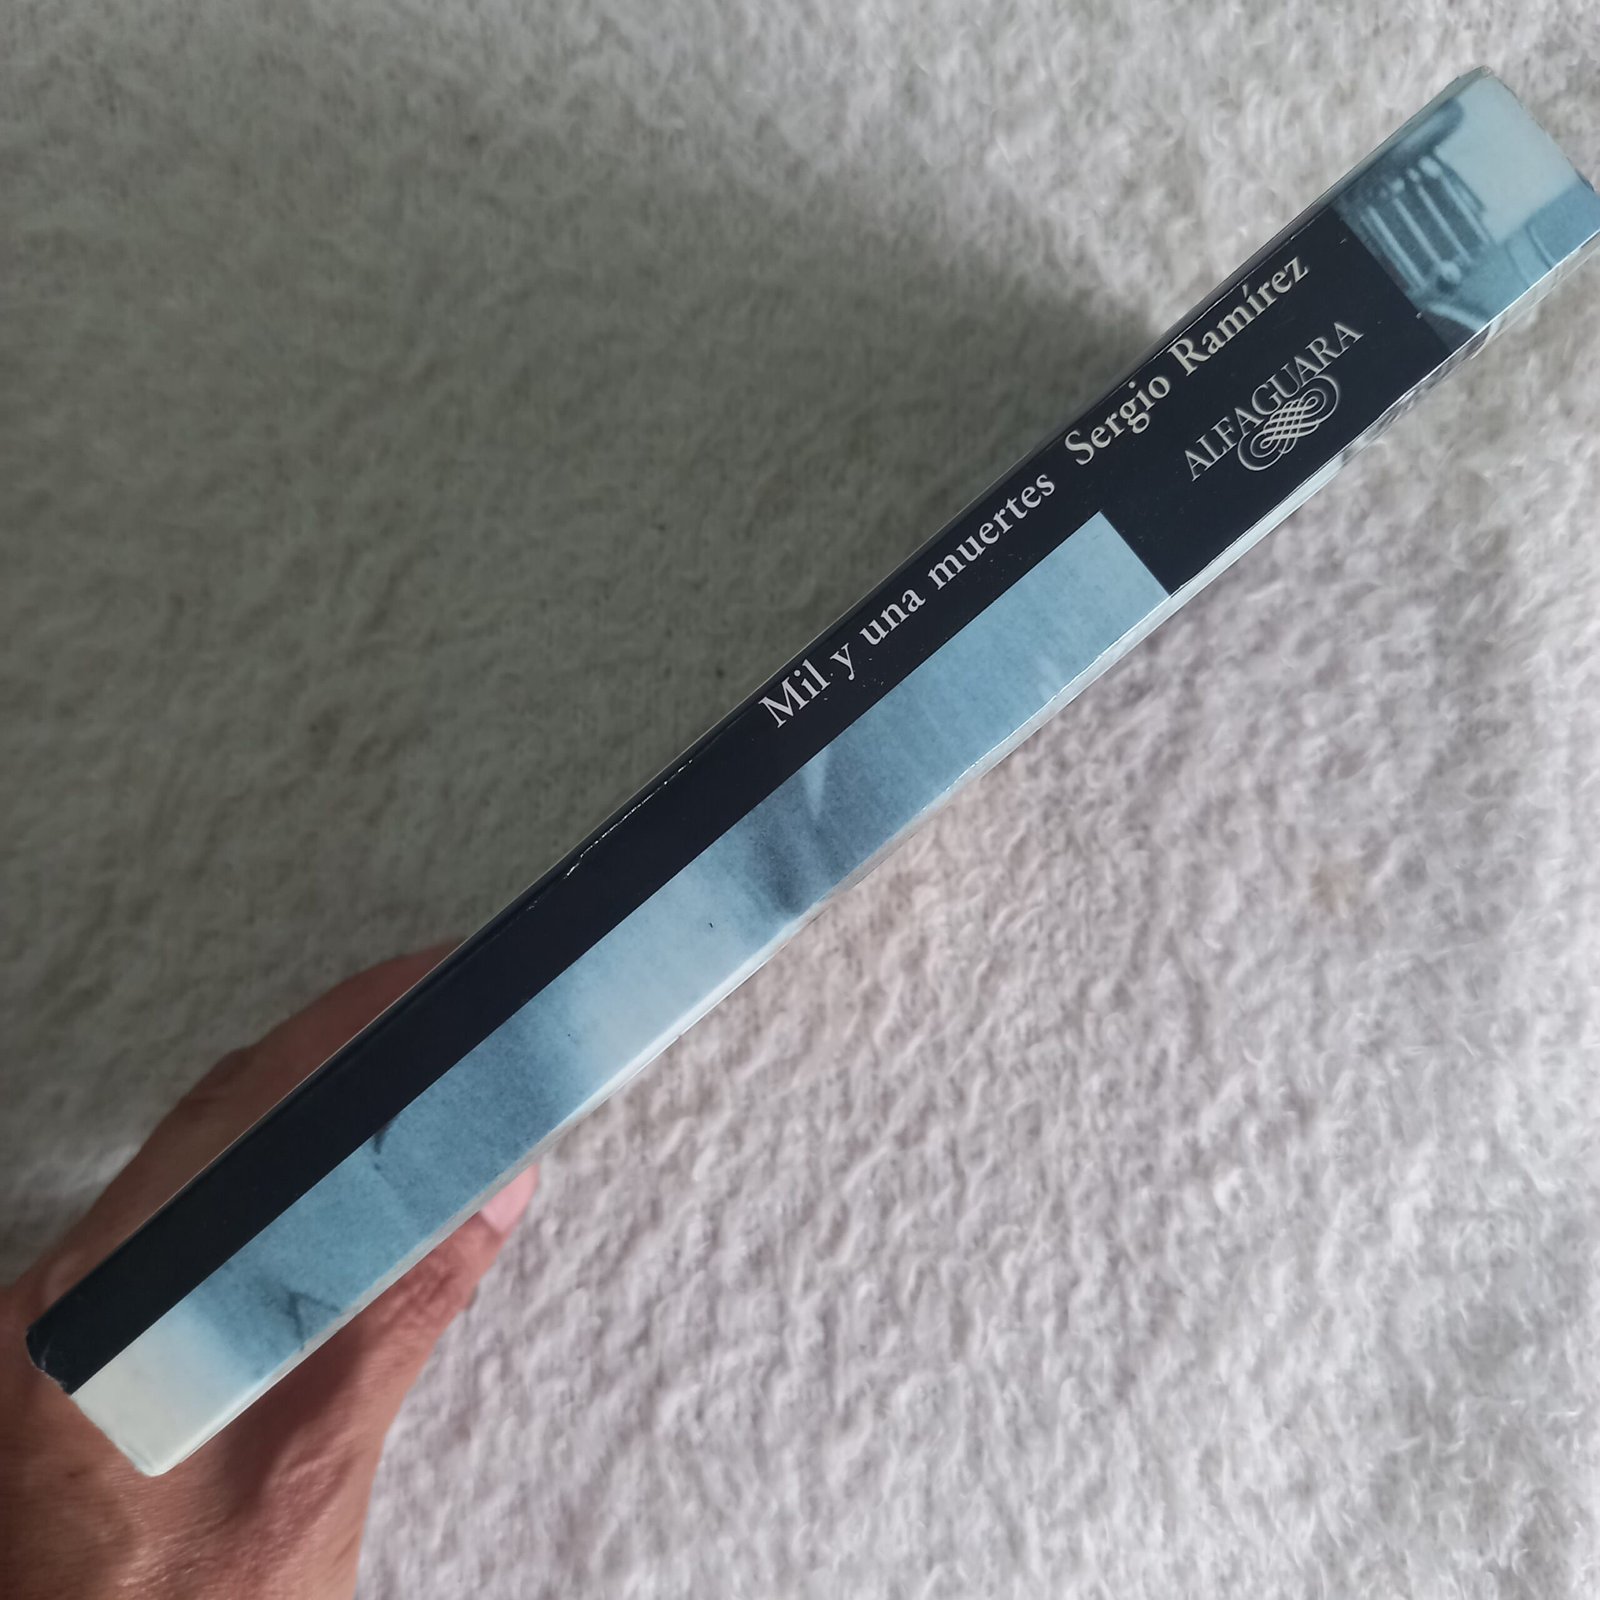 Mil y una muertes Sergio Ramírez
ALFAGUARA